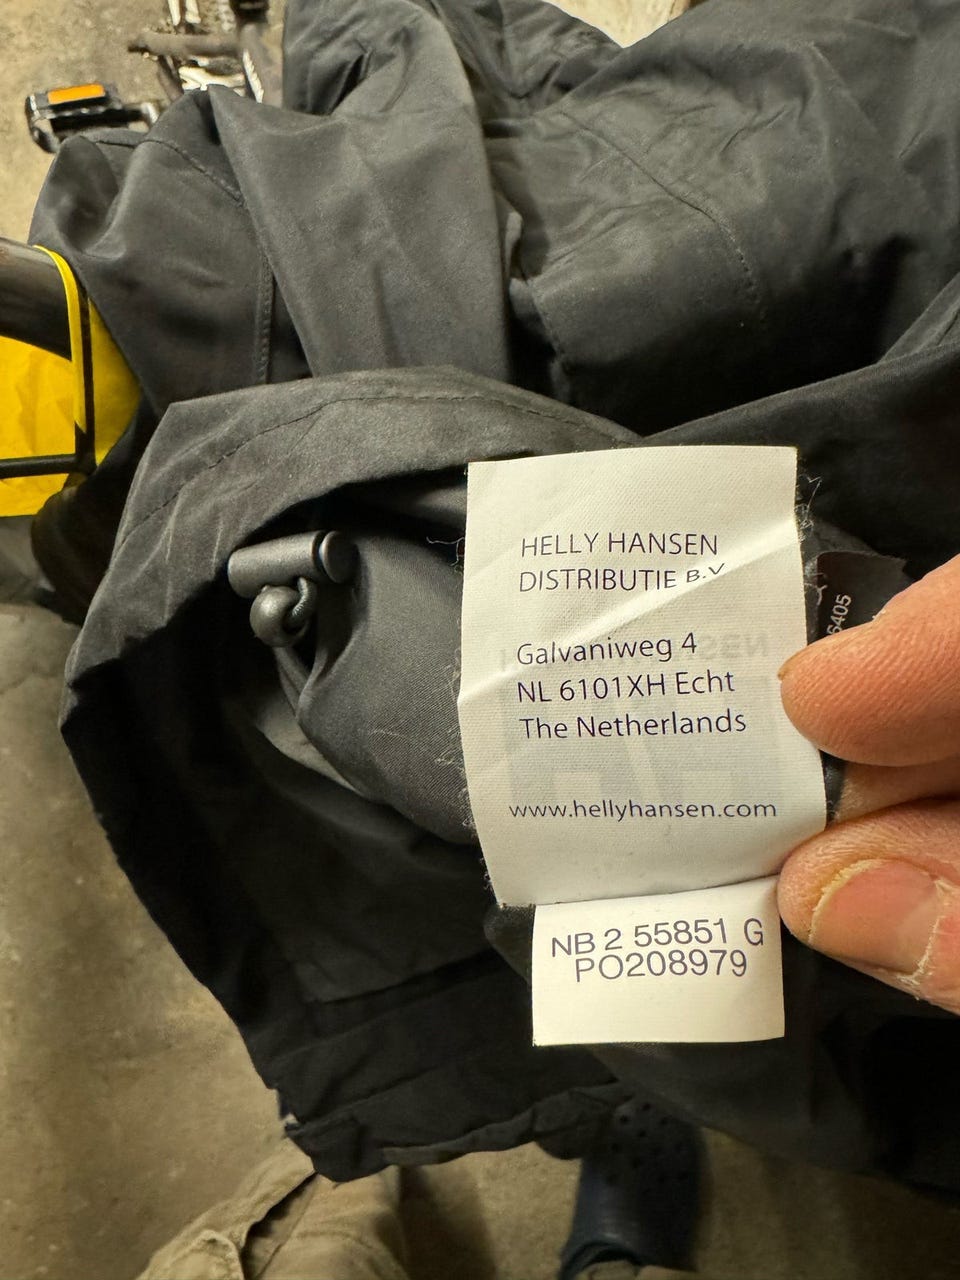 HELLY HANSEN
DISTRIBUTIE B.V
Galvaniweg 4
NL 6101XH Echt
The Netherlands
www.hellyhansen.com
NB 2 55851 G
PO208979